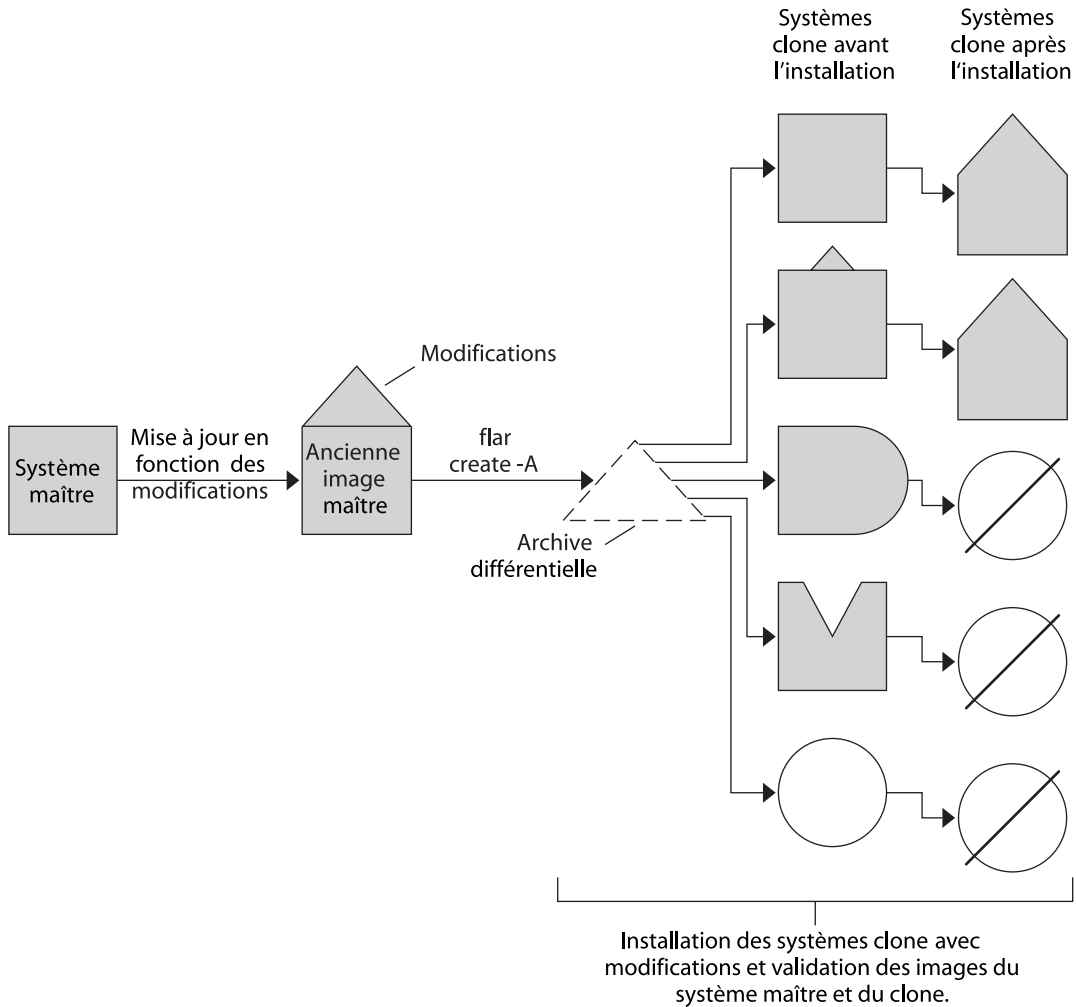 Systèmes
clone avant
l'installation
Systèmes
clone après
l'installation
Modifications
Système
maître
Mise à jour en
fonction des
modifications
Ancienne
image
maître
flar
create -A
Archive
différentielle
Installation des systèmes clone avec
modifications et validation des images du
système maître et du clone.